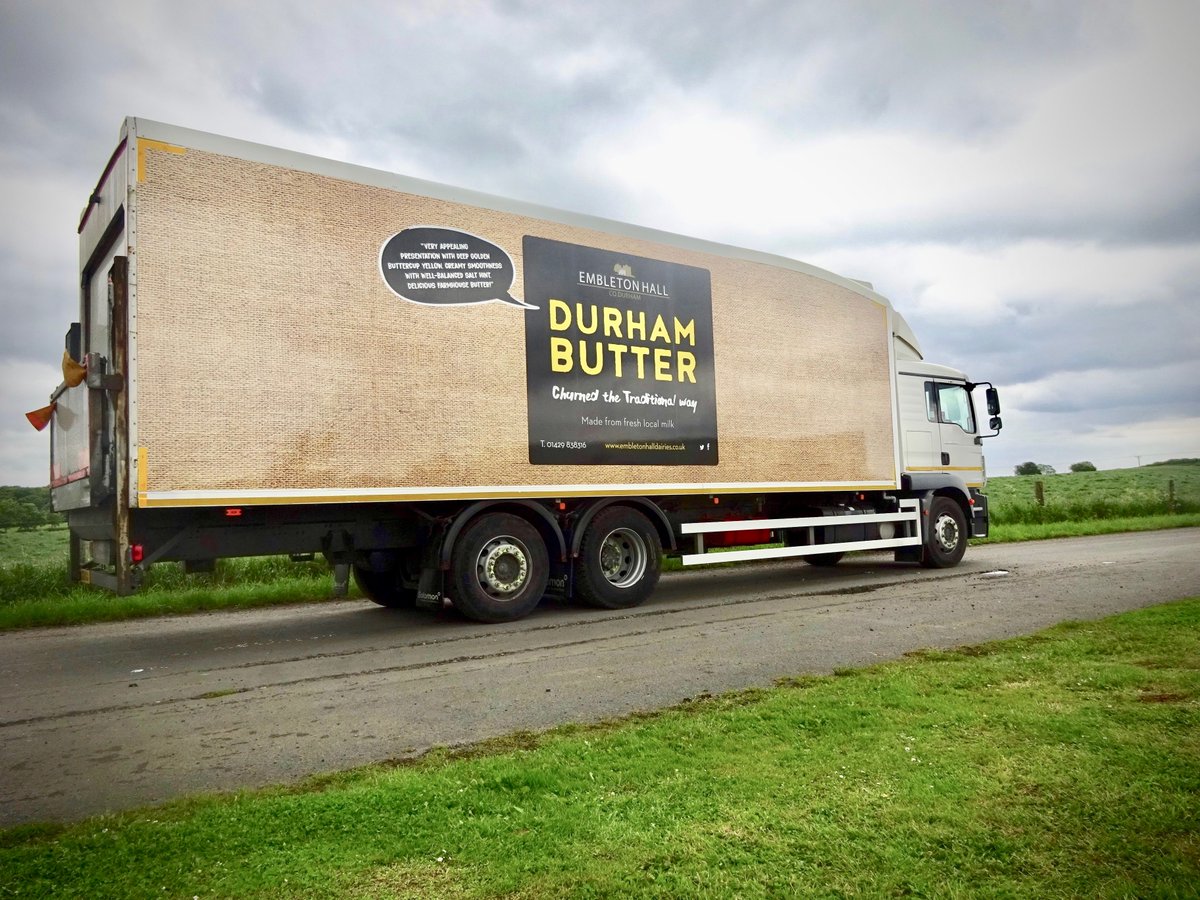 "VERY APPEALING
PRESENTATION WITH DEEP GOLDEN
BUTTERCUP YELLOW. CREAMY SMOOTHNESS
WITH WELL-BALANCED SALT HINT.
DELICIOUS FARMHOUSE BUTTER!"
EMBLETON HALL
CO DURHAM
DURHAM
BUTTER
Churned the Traditional way
Made from fresh local milk
T. 01429 838316 www.embletonhalldairies.co.uk